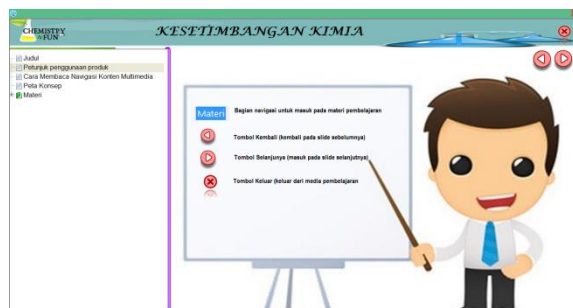 CHEMISTRY
FUN
KESETIMBANGAN KIMIA
Judul
Petunjuk penggunaan produk
Cara Membaca Navigasi Konten Multimedia
Peta Konsep
Materi
Materi Bagian navigasi untuk masuk pada materi pembelajaran
Tombol Kembali (kembali pada slide sebelumnya)
Tombol Selanjunya (masuk pada slide selanjutnya)
Tombol Keluar (keluar dari media pembelajaran